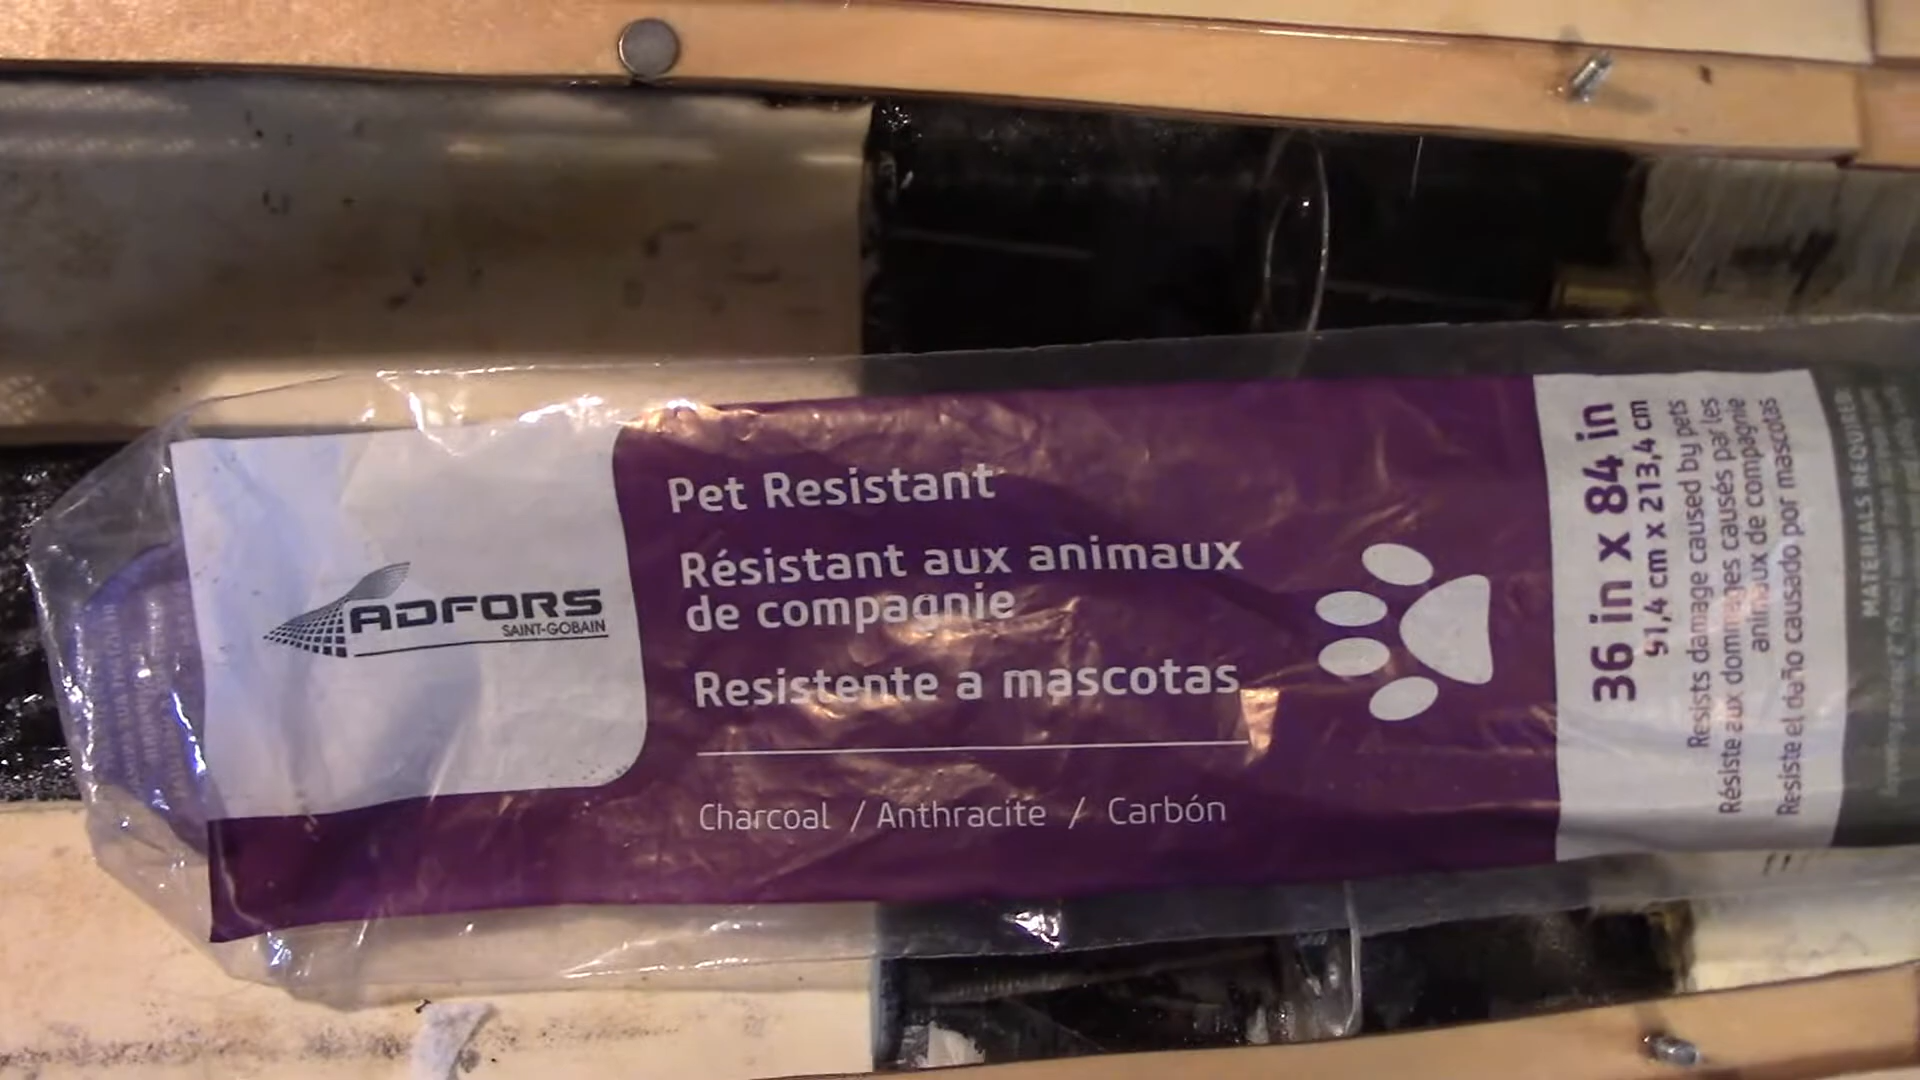 ADFORS
SAINT-GOBAIN
Pet Resistant
Résistant aux animaux
de compagnie
Resistente a mascotas
Charcoal / Anthracite / Carbón
36 in x 84 in
91,4 cm x 213,4 cm
Resists damage caused by pets
Résiste aux dommages causés par les
animaux de compagnie
Resiste el daño causado por mascotas
MATERIALS REQUIRED